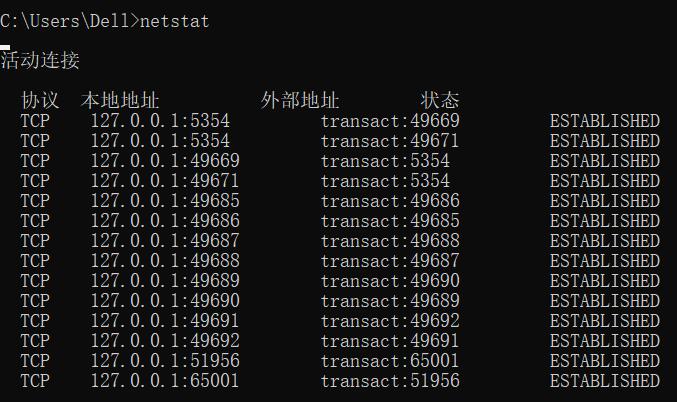 C:\Users\Dell>netstat
活动连接
协议 本地地址 外部地址 状态
TCP 127.0.0.1:5354 transact:49669 ESTABLISHED
TCP 127.0.0.1:5354 transact:49671 ESTABLISHED
TCP 127.0.0.1:49669 transact:5354 ESTABLISHED
TCP 127.0.0.1:49671 transact:5354 ESTABLISHED
TCP 127.0.0.1:49685 transact:49686 ESTABLISHED
TCP 127.0.0.1:49686 transact:49685 ESTABLISHED
TCP 127.0.0.1:49687 transact:49688 ESTABLISHED
TCP 127.0.0.1:49688 transact:49687 ESTABLISHED
TCP 127.0.0.1:49689 transact:49690 ESTABLISHED
TCP 127.0.0.1:49690 transact:49689 ESTABLISHED
TCP 127.0.0.1:49691 transact:49692 ESTABLISHED
TCP 127.0.0.1:49692 transact:49691 ESTABLISHED
TCP 127.0.0.1:51956 transact:65001 ESTABLISHED
TCP 127.0.0.1:65001 transact:51956 ESTABLISHED